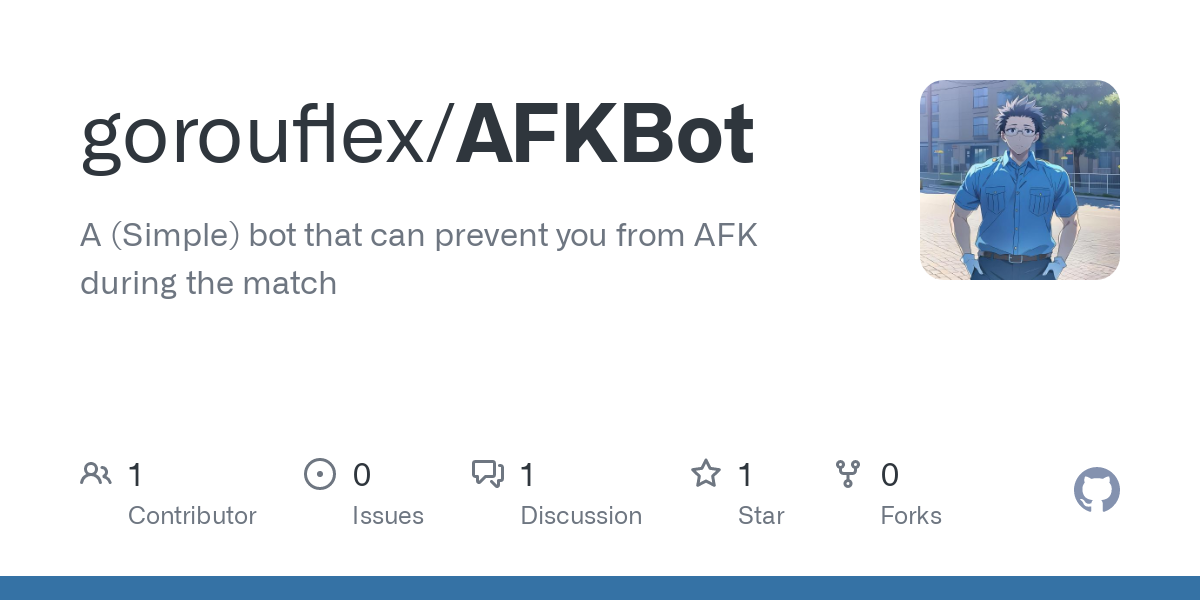 gorouflex/AFKBot
A (Simple) bot that can prevent you from AFK
during the match
1 0 1 1 0
Contributor Issues Discussion Star Forks